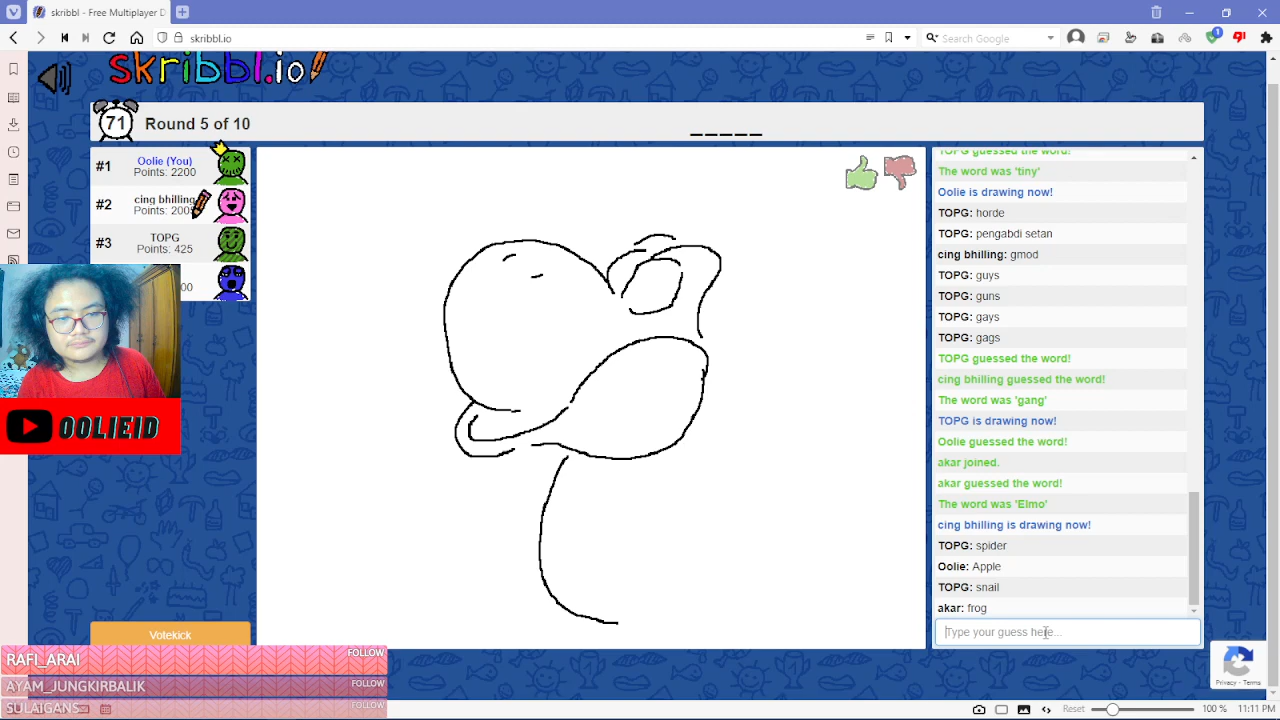 skribbl - Free Multiplayer D
skribbl.io
Search Google
1
skribbl.io
71
Round 5 of 10
_____
#1
Oolie (You)
Points: 2200
#2
cing bhilling
#3
TOPG
Points: 425
OOLIEID
Votekick
RAFI_ARAI
FOLLOW
AYAM_JUNGKIRBALIK
FOLLOW
SULAIGANS
FOLLOW
TOPG guessed the word!
The word was 'tiny'
Oolie is drawing now!
TOPG: horde
TOPG: pengabdi setan
cing bhilling: gmod
TOPG: guys
TOPG: guns
TOPG: gays
TOPG: gags
TOPG guessed the word!
cing bhilling guessed the word!
The word was 'gang'
TOPG is drawing now!
Oolie guessed the word!
akar joined.
akar guessed the word!
The word was 'Elmo'
cing bhilling is drawing now!
TOPG: spider
Oolie: Apple
TOPG: snail
akar: frog
Type your guess here...
Privacy - Terms
Reset
100 %
11:11 PM